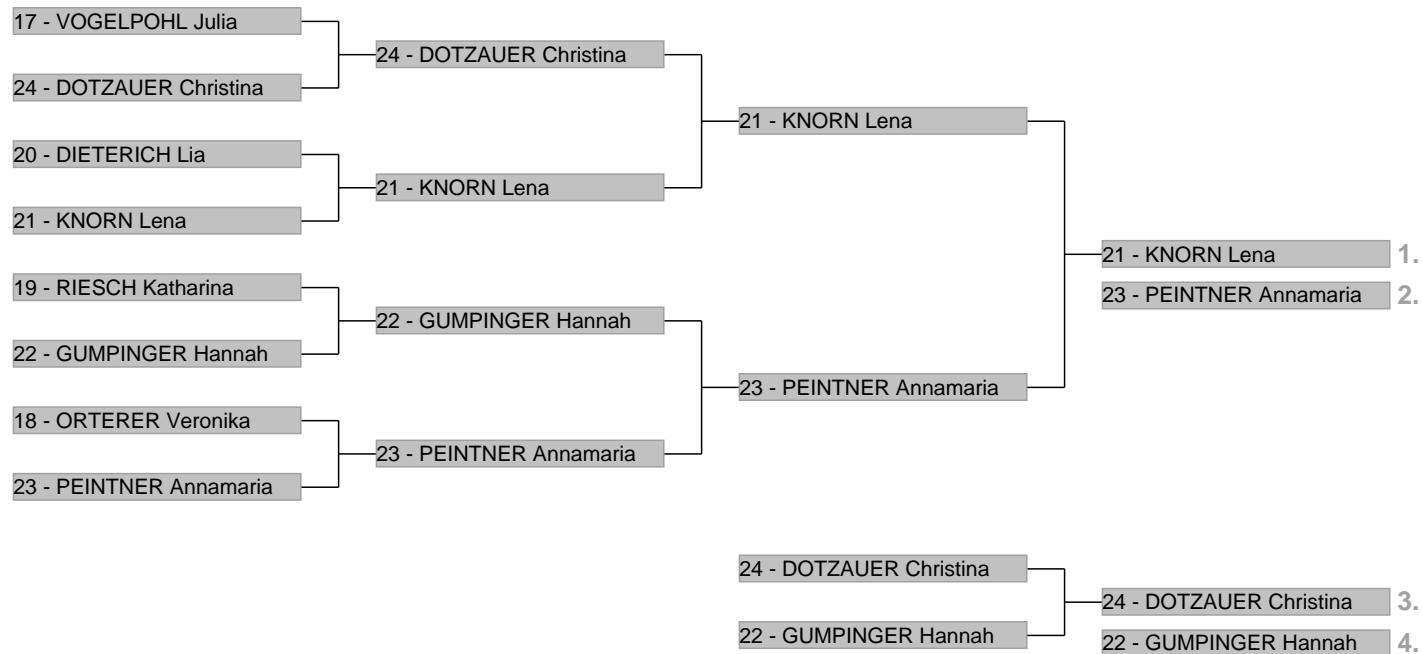 17 - VOGELPOHL Julia
24 - DOTZAUER Christina
24 - DOTZAUER Christina
21 - KNORN Lena
20 - DIETERICH Lia
21 - KNORN Lena
21 - KNORN Lena
21 - KNORN Lena 1.
19 - RIESCH Katharina
23 - PEINTNER Annamaria 2.
22 - GUMPINGER Hannah
22 - GUMPINGER Hannah
23 - PEINTNER Annamaria
18 - ORTERER Veronika
23 - PEINTNER Annamaria
23 - PEINTNER Annamaria
24 - DOTZAUER Christina
24 - DOTZAUER Christina 3.
22 - GUMPINGER Hannah
22 - GUMPINGER Hannah 4.